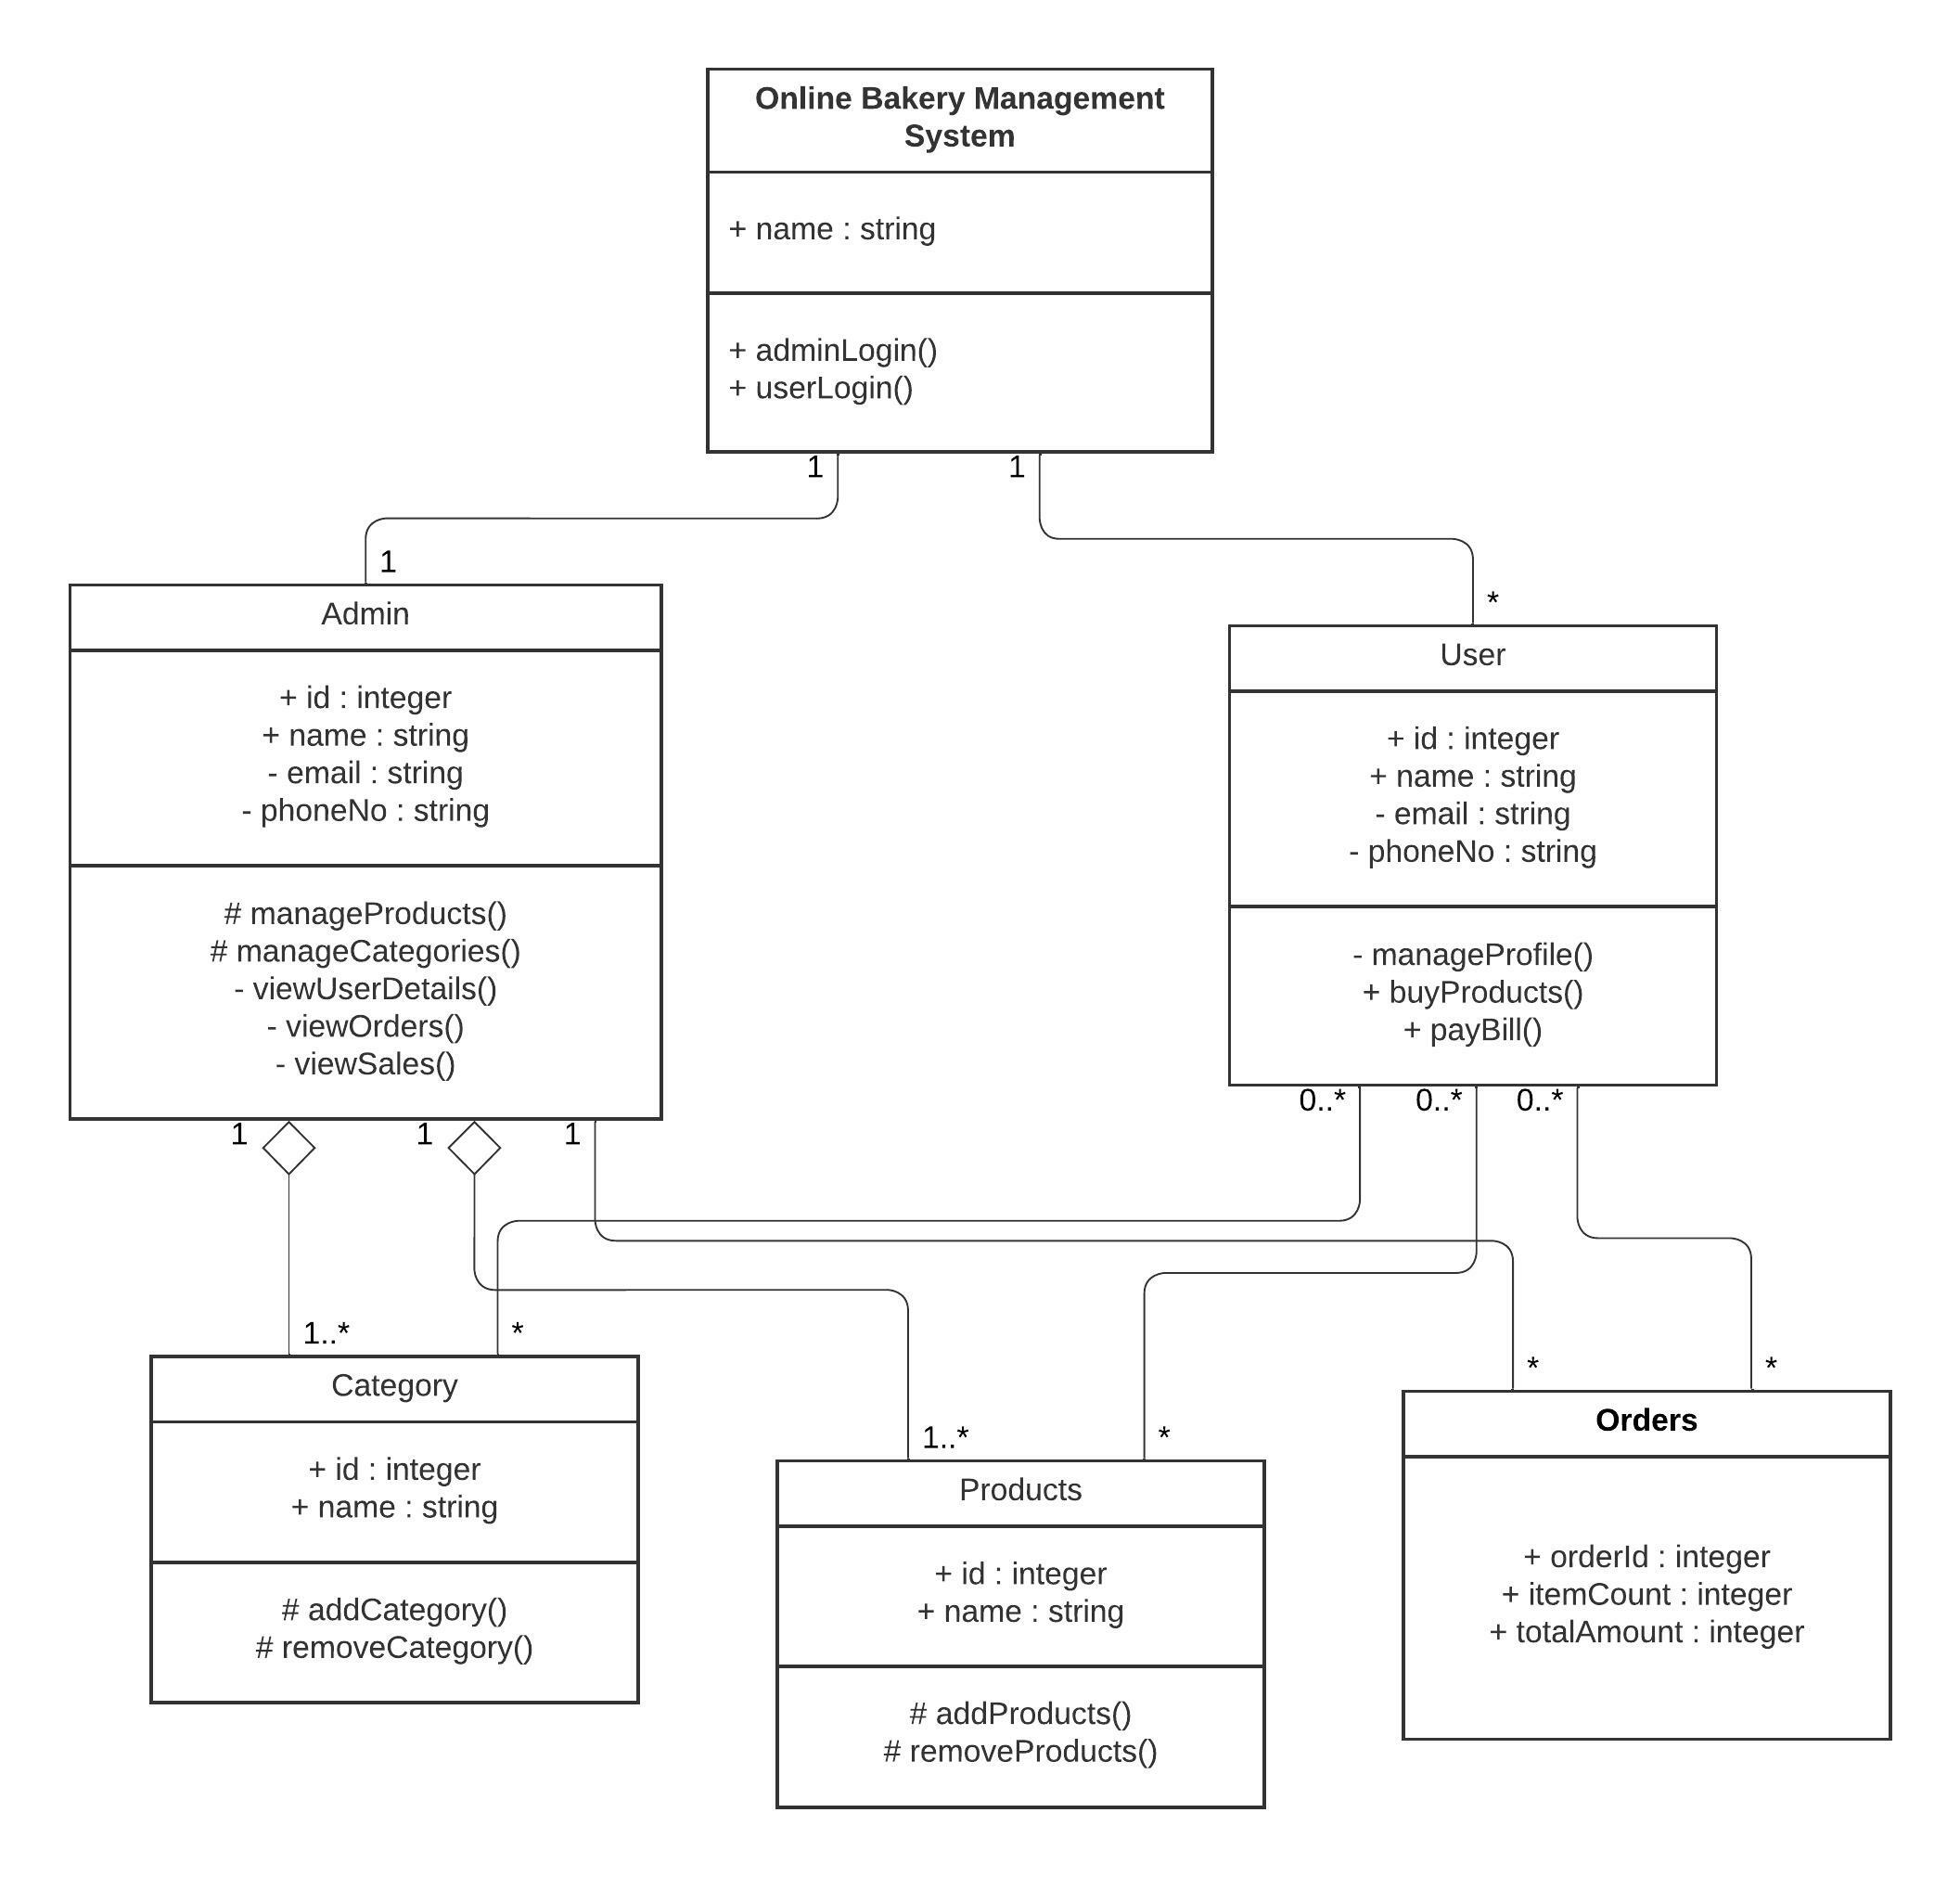 Online Bakery Management
System
+ name : string
+ adminLogin()
+ userLogin()
1
1
1
*
Admin
+ id : integer
+ name : string
- email : string
- phoneNo : string
# manageProducts()
# manageCategories()
- viewUserDetails()
- viewOrders()
- viewSales()
User
+ id : integer
+ name : string
- email : string
- phoneNo : string
- manageProfile()
+ buyProducts()
+ payBill()
1
1
1
0..*
0..*
0..*
1..*
*
1..*
*
*
*
Category
+ id : integer
+ name : string
# addCategory()
# removeCategory()
Products
+ id : integer
+ name : string
# addProducts()
# removeProducts()
Orders
+ orderId : integer
+ itemCount : integer
+ totalAmount : integer